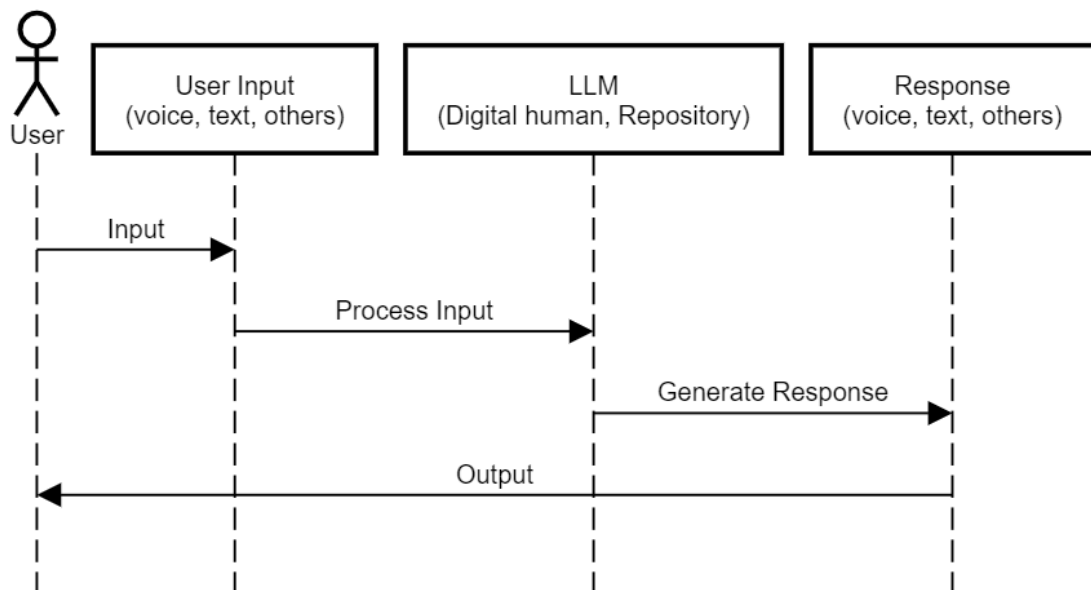 User
User Input
(voice, text, others)
LLM
(Digital human, Repository)
Response
(voice, text, others)
Input
Process Input
Generate Response
Output